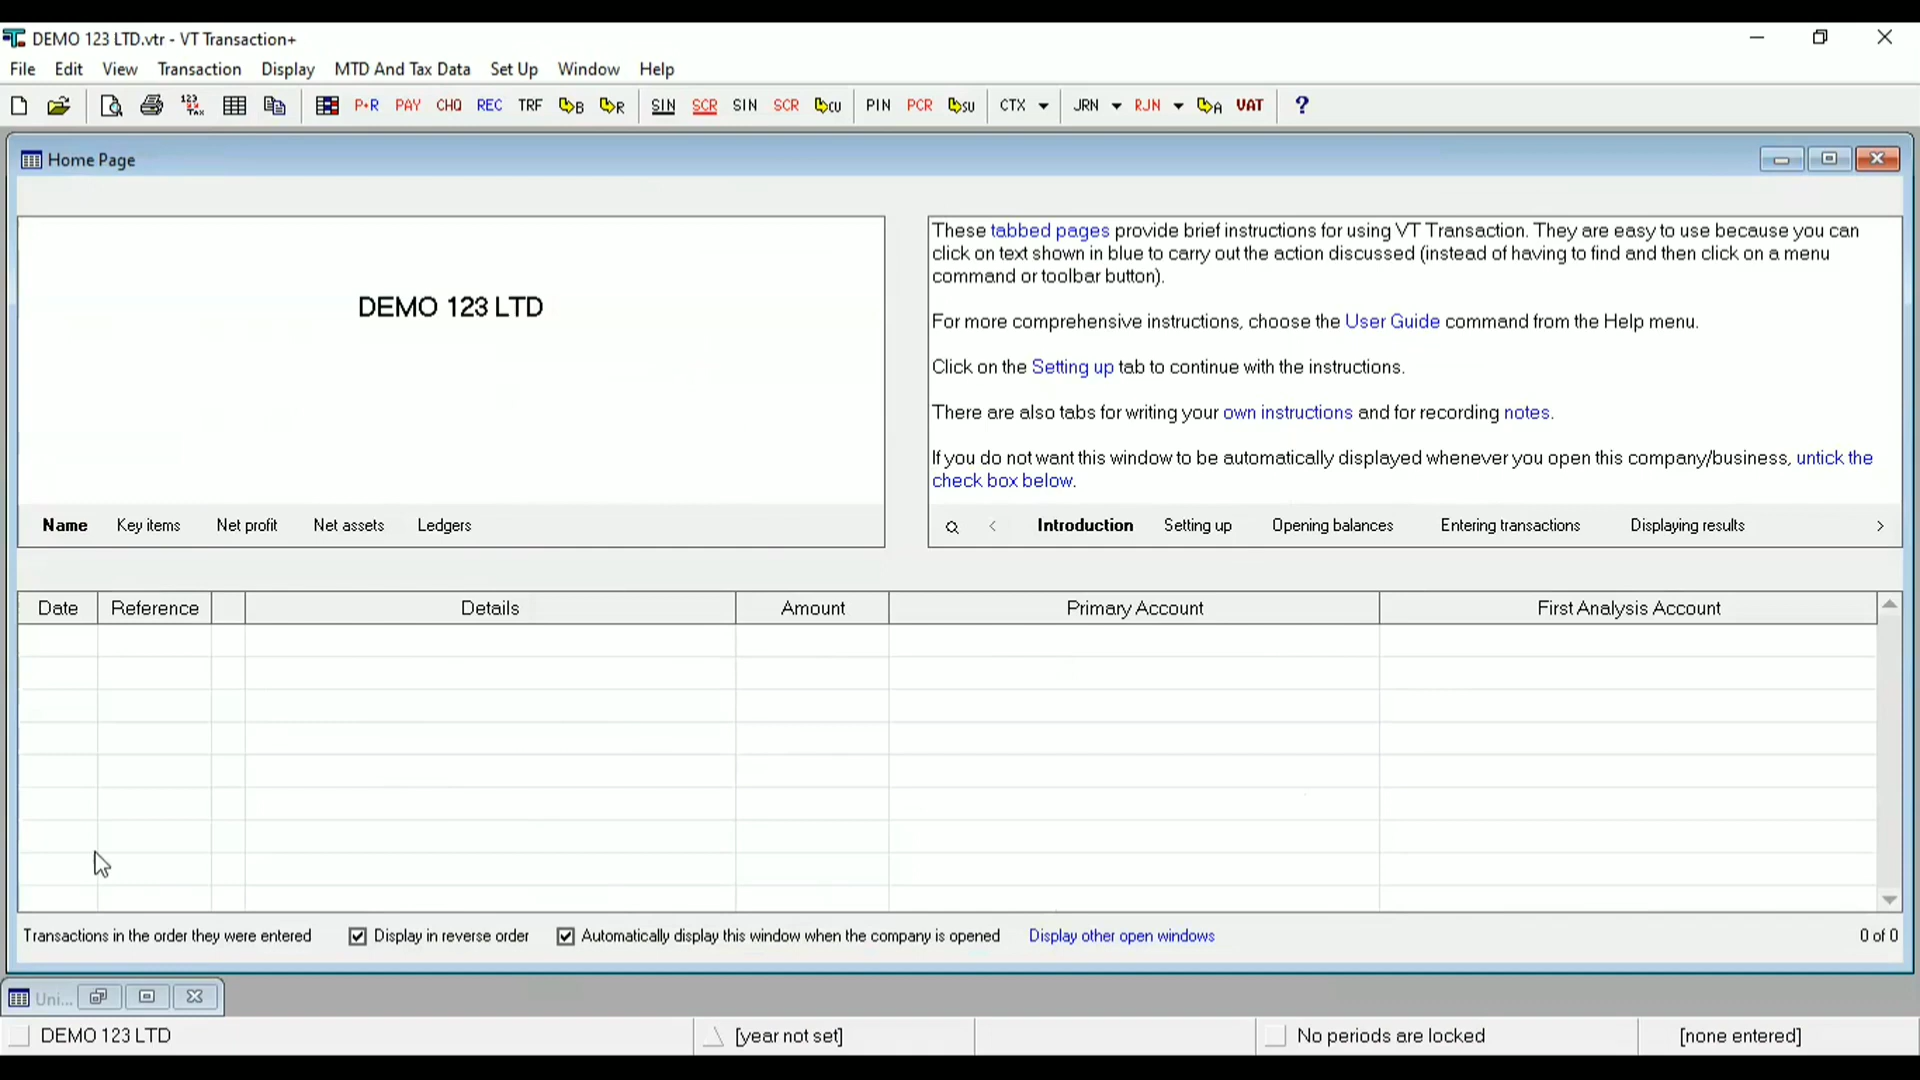 DEMO 123 LTD.vtr - VT Transaction+
File Edit View Transaction Display MTD And Tax Data Set Up Window Help
123 TAX P+R PAY CHQ REC TRF B R SIN SCR SIN SCR CU PIN PCR SU CTX JRN RJN A VAT ?
Home Page
DEMO 123 LTD
Name Key items Net profit Net assets Ledgers
These tabbed pages provide brief instructions for using VT Transaction. They are easy to use because you can
click on text shown in blue to carry out the action discussed (instead of having to find and then click on a menu
command or toolbar button).
For more comprehensive instructions, choose the User Guide command from the Help menu.
Click on the Setting up tab to continue with the instructions.
There are also tabs for writing your own instructions and for recording notes.
If you do not want this window to be automatically displayed whenever you open this company/business, untick the
check box below.
Introduction Setting up Opening balances Entering transactions Displaying results
Date Reference Details Amount Primary Account First Analysis Account
Transactions in the order they were entered Display in reverse order Automatically display this window when the company is opened Display other open windows 0 of 0
Uni...
DEMO 123 LTD [year not set] No periods are locked [none entered]